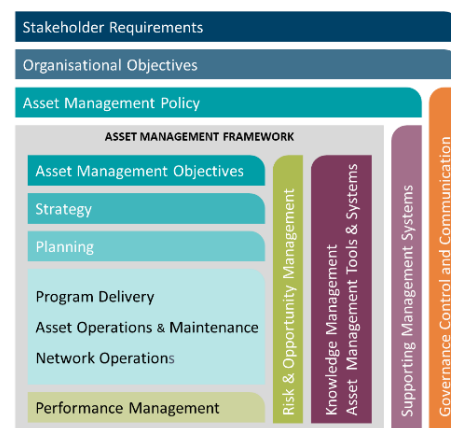 Stakeholder Requirements
Organisational Objectives
Asset Management Policy
ASSET MANAGEMENT FRAMEWORK
Asset Management Objectives
Strategy
Planning
Program Delivery
Asset Operations & Maintenance
Network Operations
Performance Management
Risk & Opportunity Management
Knowledge Management
Asset Management Tools & Systems
Supporting Management Systems
Governance Control and Communication